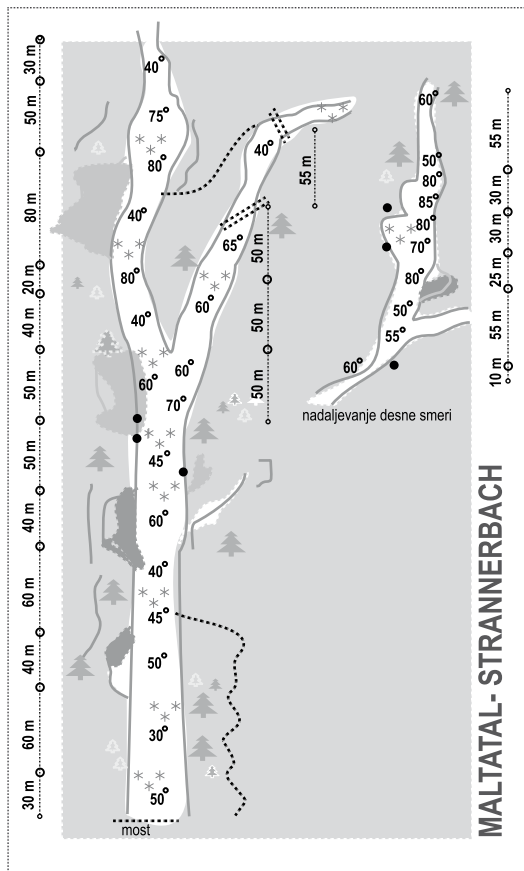 30 m
50 m
80 m
20 m
40 m
50 m
50 m
40 m
60 m
40 m
60 m
30 m
40°
75°
80°
40°
80°
40°
60°
60°
70°
45°
60°
40°
45°
50°
30°
50°
most
40°
65°
60°
55 m
50 m
50 m
50 m
60°
50°
80°
85°
80°
70°
80°
50°
55°
60°
nadaljevanje desne smeri
55 m
30 m
30 m
25 m
55 m
10 m
MALTATAL- STRANNERBACH